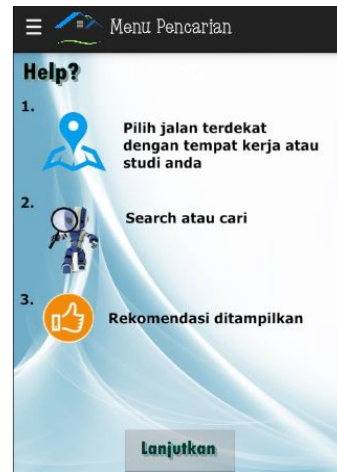 Menu Pencarian
Help?
1.
Pilih jalan terdekat
dengan tempat kerja atau
studi anda
2.
Search atau cari
3.
Rekomendasi ditampilkan
Lanjutkan